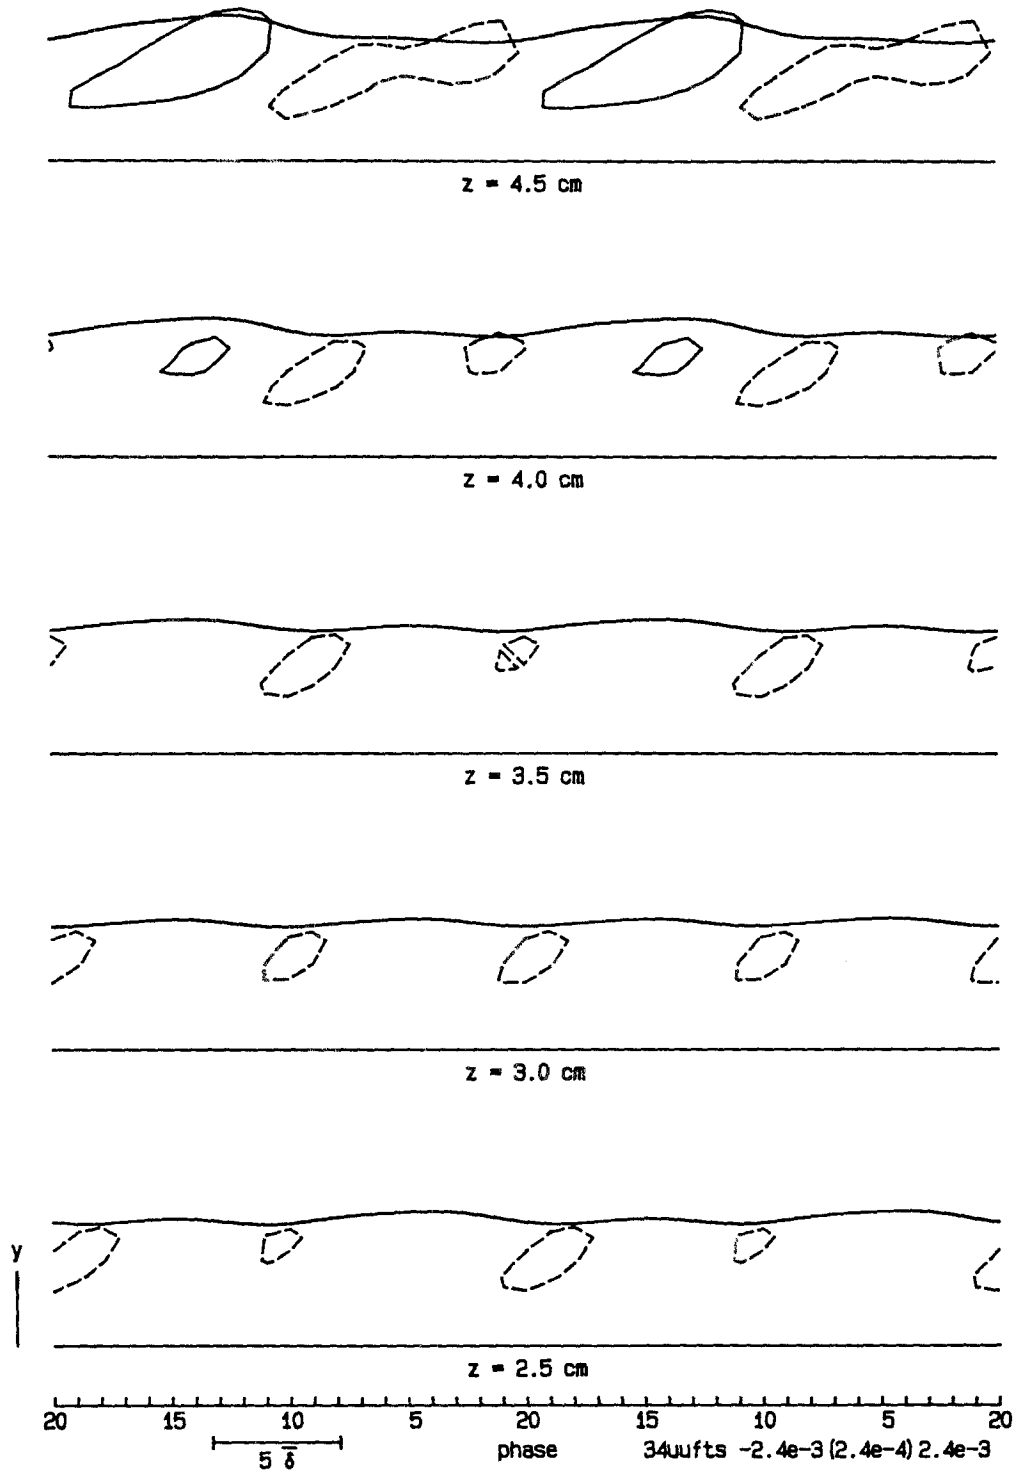 z = 4.5 cm
z = 4.0 cm
z = 3.5 cm
z = 3.0 cm
y
z = 2.5 cm
20 15 10 5 20 15 10 5 20
5 δ̅ phase 34uufts -2.4e-3 (2.4e-4) 2.4e-3